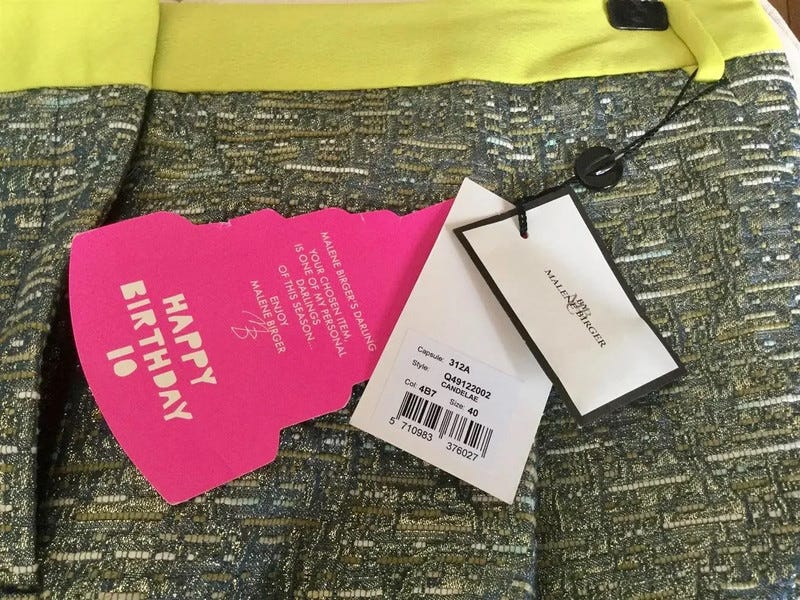 HAPPY
BIRTHDAY
10
MALENE BIRGER'S DARLING
YOUR CHOSEN ITEM
IS ONE OF MY PERSONAL
DARLINGS
OF THIS SEASON...
ENJOY
MALENE BIRGER
Capsule: 312A
Style: Q49122002
CANDELAE
Col: 4B7 Size: 40
5 710983 376027
BY
MALENE BIRGER